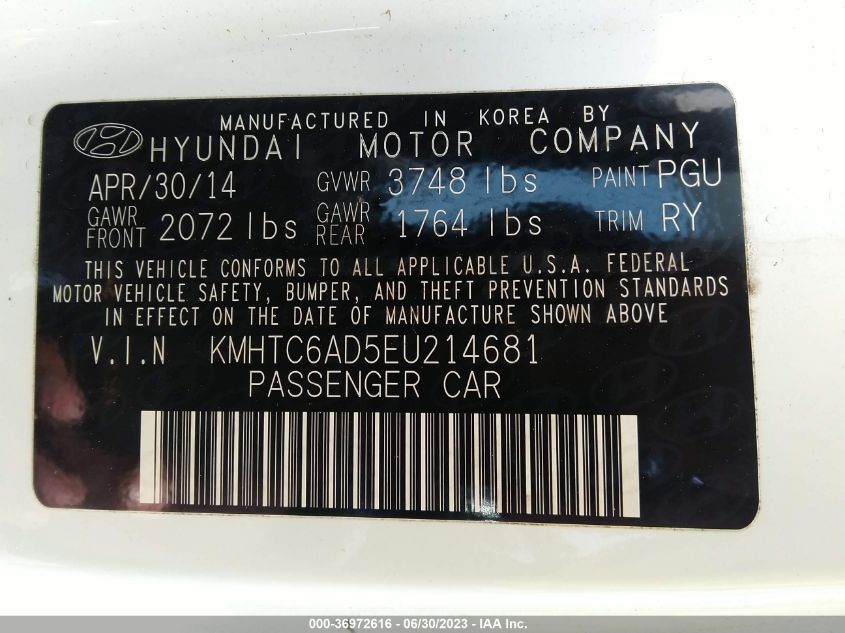 MANUFACTURED IN KOREA BY
HYUNDAI MOTOR COMPANY
APR/30/14 GVWR 3748 lbs PAINT PGU
GAWR FRONT 2072 lbs GAWR REAR 1764 lbs TRIM RY
THIS VEHICLE CONFORMS TO ALL APPLICABLE U.S.A. FEDERAL
MOTOR VEHICLE SAFETY, BUMPER, AND THEFT PREVENTION STANDARDS
IN EFFECT ON THE DATE OF MANUFACTURE SHOWN ABOVE
V.I.N KMHTC6AD5EU214681
PASSENGER CAR
000-36972616 - 06/30/2023 - IAA Inc.